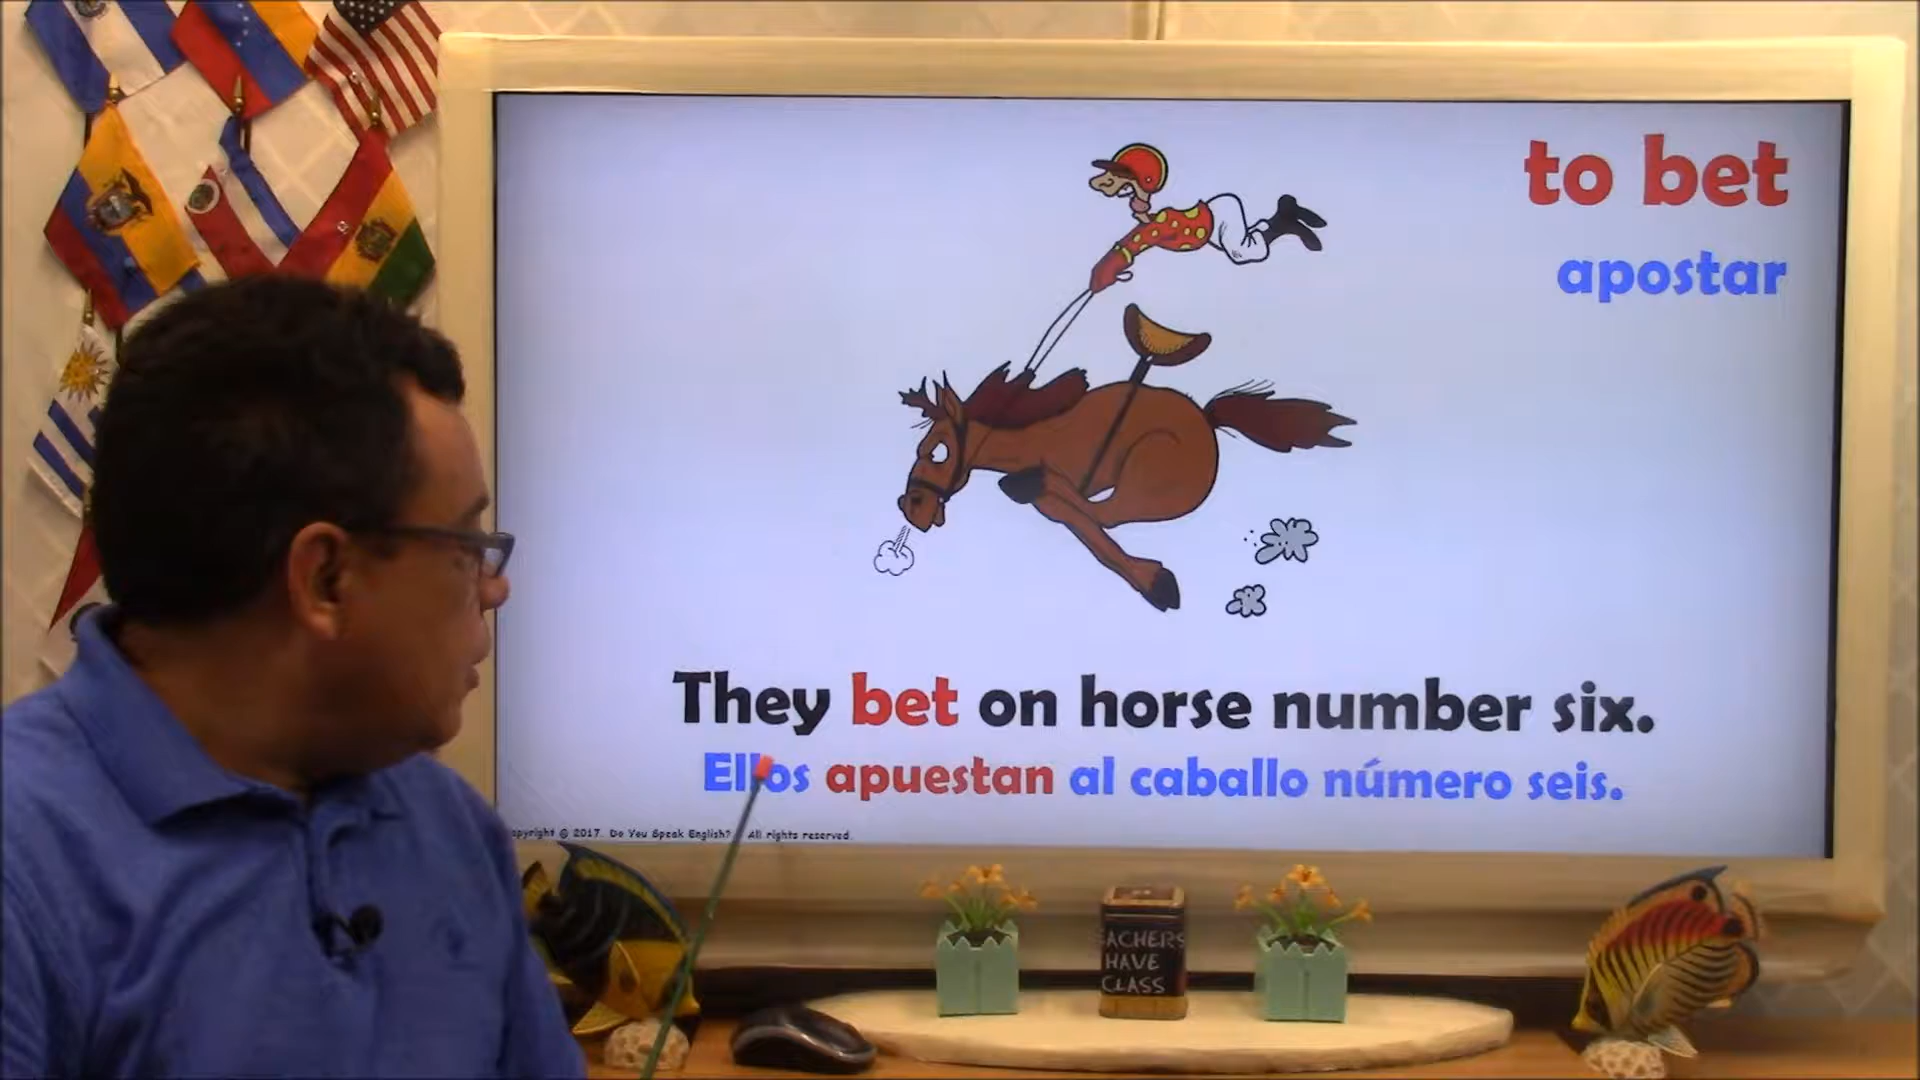 to bet
apostar
They bet on horse number six.
Ellos apuestan al caballo número seis.
opyright © 2017. Do You Speak English? All rights reserved.
EACHERS
HAVE
CLASS